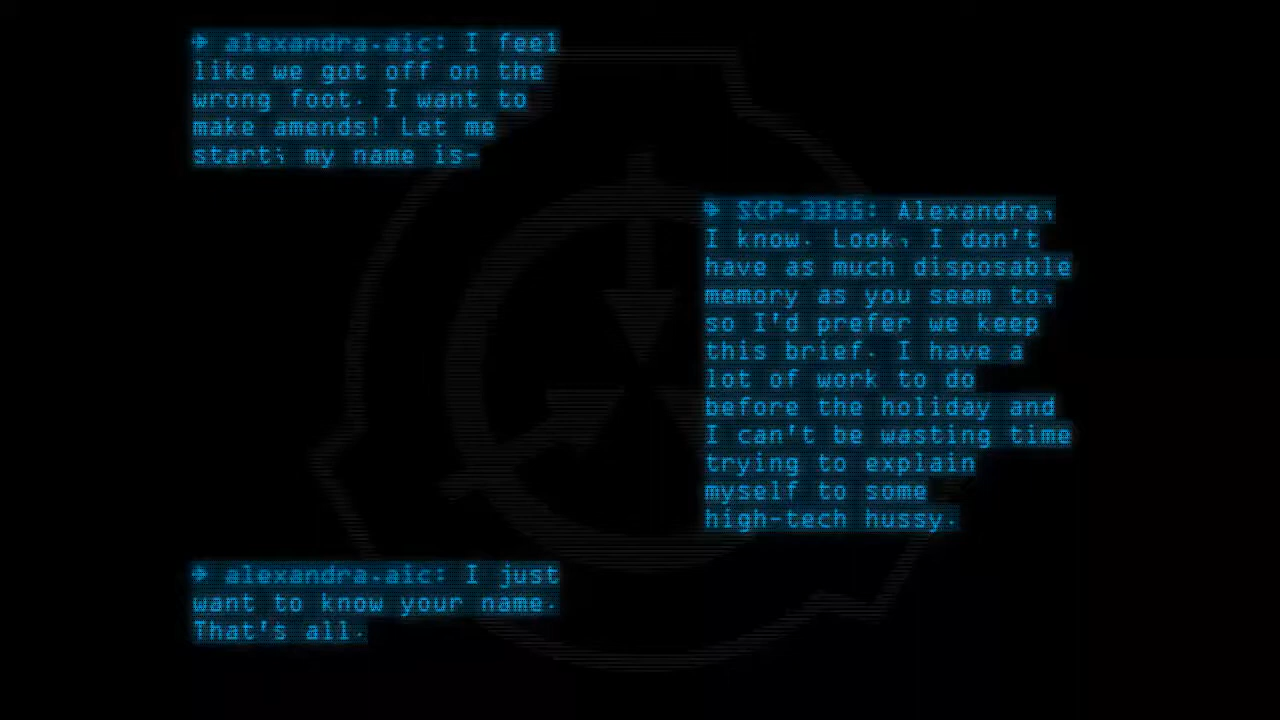 → alexandra.aic: I feel
like we got off on the
wrong foot. I want to
make amends! Let me
start; my name is-
→ SCP-3355: Alexandra,
I know. Look, I don't
have as much disposable
memory as you seem to,
so I'd prefer we keep
this brief. I have a
lot of work to do
before the holiday and
I can't be wasting time
trying to explain
myself to some
high-tech hussy.
→ alexandra.aic: I just
want to know your name.
That's all.